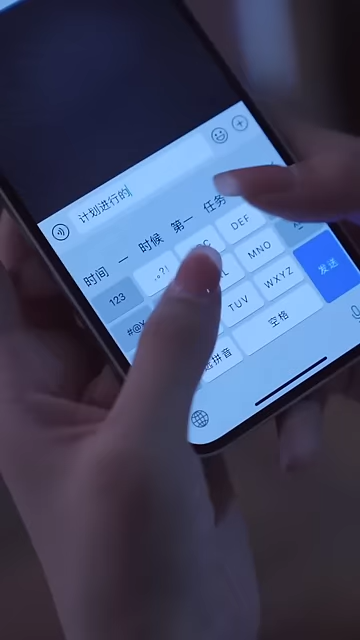 计划进行的
时间 一 时候 第一 任务
123 .,?! DEF
#@¥ MNO
TUV WXYZ 发送
选拼音 空格